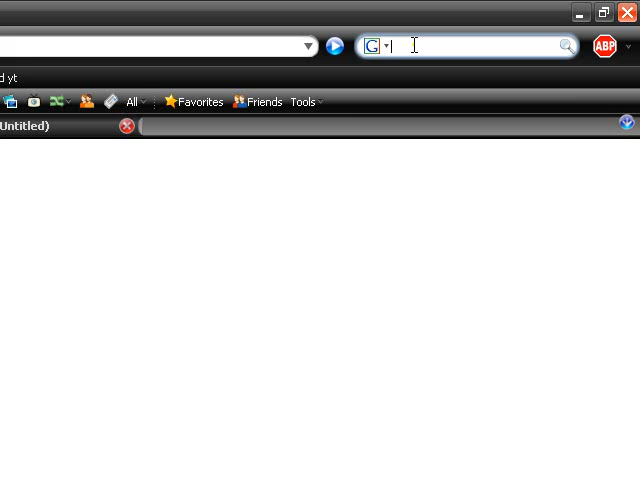 G
ABP
d yt
All Favorites Friends Tools
Untitled)